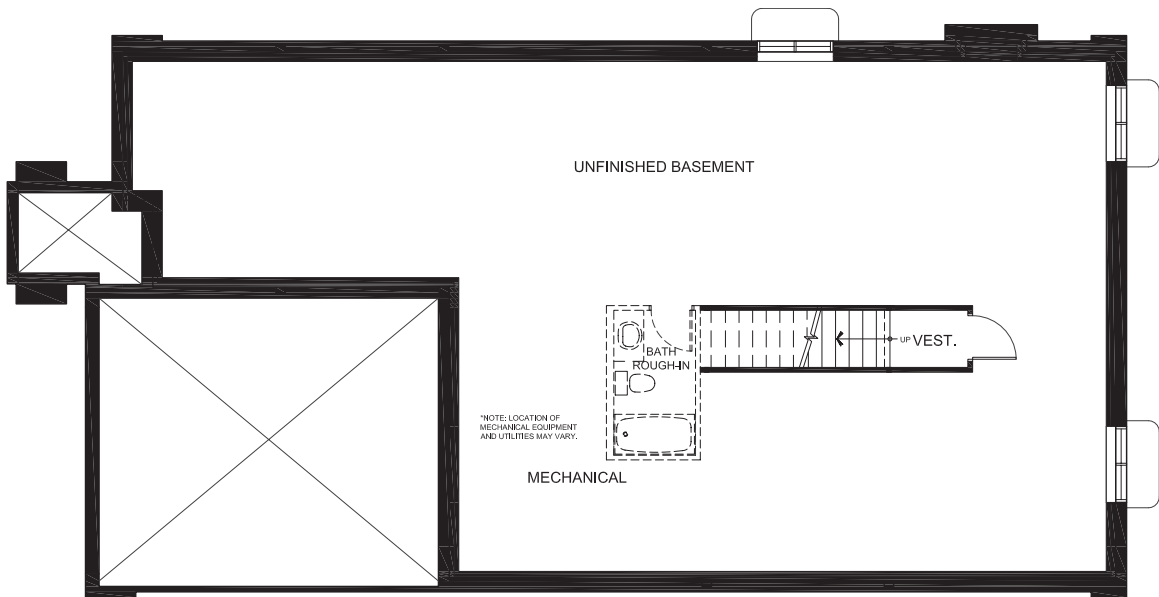 UNFINISHED BASEMENT
UP VEST.
BATH
ROUGH-IN
*NOTE: LOCATION OF
MECHANICAL EQUIPMENT
AND UTILITIES MAY VARY.
MECHANICAL